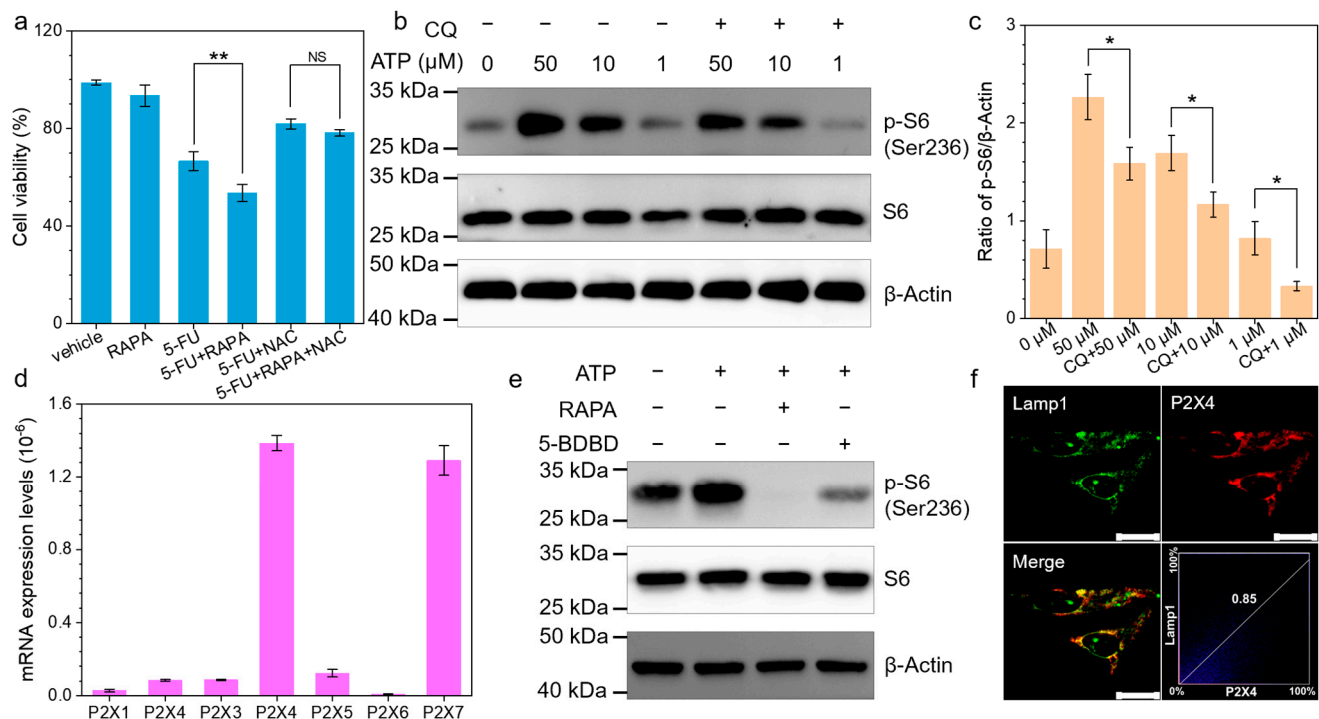 a
Cell viability (%)
120
80
40
0
**
NS
vehicle
RAPA
5-FU
5-FU+RAPA
5-FU+NAC
5-FU+RAPA+NAC
b
CQ – – – – + + +
ATP (μM) 0 50 10 1 50 10 1
35 kDa
25 kDa
p-S6
(Ser236)
35 kDa
25 kDa
S6
50 kDa
40 kDa
β-Actin
c
Ratio of p-S6/β-Actin
3
2
1
0
*
*
*
0 μM
50 μM
CQ+50 μM
10 μM
CQ+10 μM
1 μM
CQ+1 μM
d
mRNA expression levels (10⁻⁶)
1.6
1.2
0.8
0.4
0.0
P2X1 P2X4 P2X3 P2X4 P2X5 P2X6 P2X7
e
ATP – + + +
RAPA – – + –
5-BDBD – – – +
35 kDa
25 kDa
p-S6
(Ser236)
35 kDa
25 kDa
S6
50 kDa
40 kDa
β-Actin
f
Lamp1
P2X4
Merge
100%
Lamp1
0.85
0%
P2X4
100%